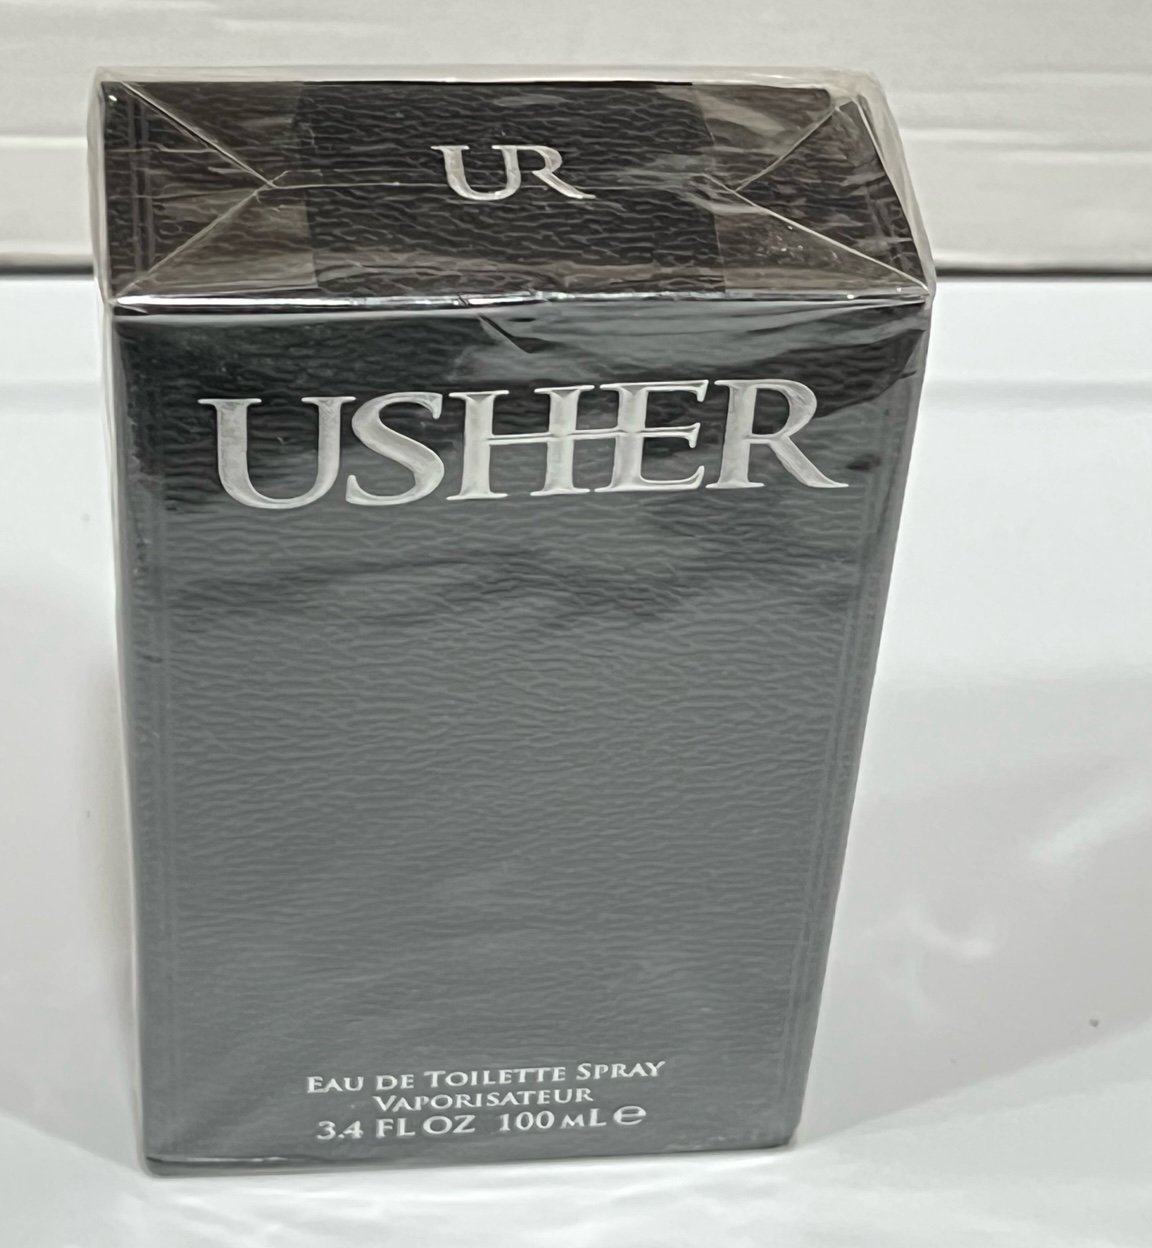 UR
USHER
EAU DE TOILETTE SPRAY
VAPORISATEUR
3.4 FL OZ 100 mL ℮